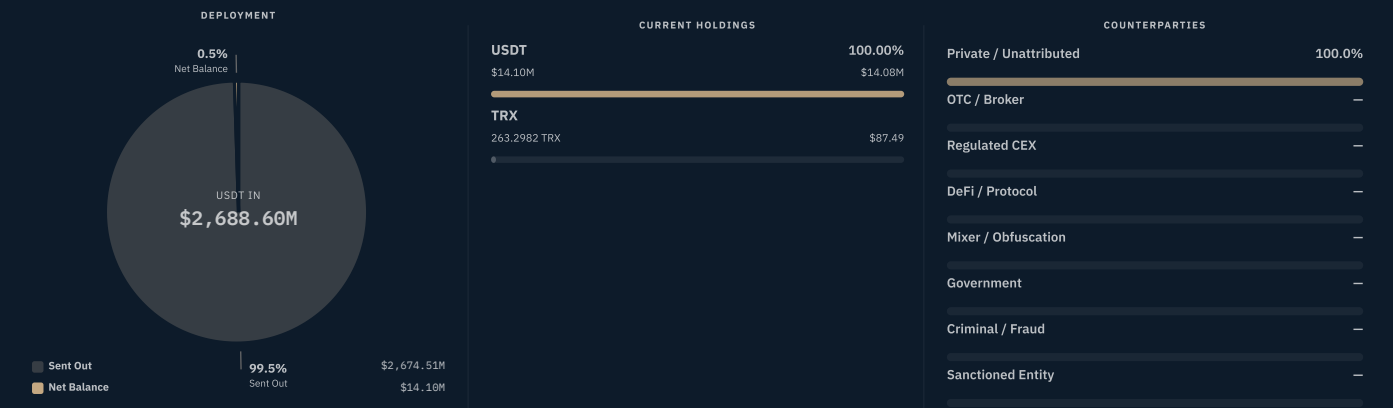 DEPLOYMENT
0.5%
Net Balance
USDT IN
$2,688.60M
99.5%
Sent Out
Sent Out $2,674.51M
Net Balance $14.10M
CURRENT HOLDINGS
USDT 100.00%
$14.10M $14.08M
TRX
263.2982 TRX $87.49
COUNTERPARTIES
Private / Unattributed 100.0%
OTC / Broker —
Regulated CEX —
DeFi / Protocol —
Mixer / Obfuscation —
Government —
Criminal / Fraud —
Sanctioned Entity —